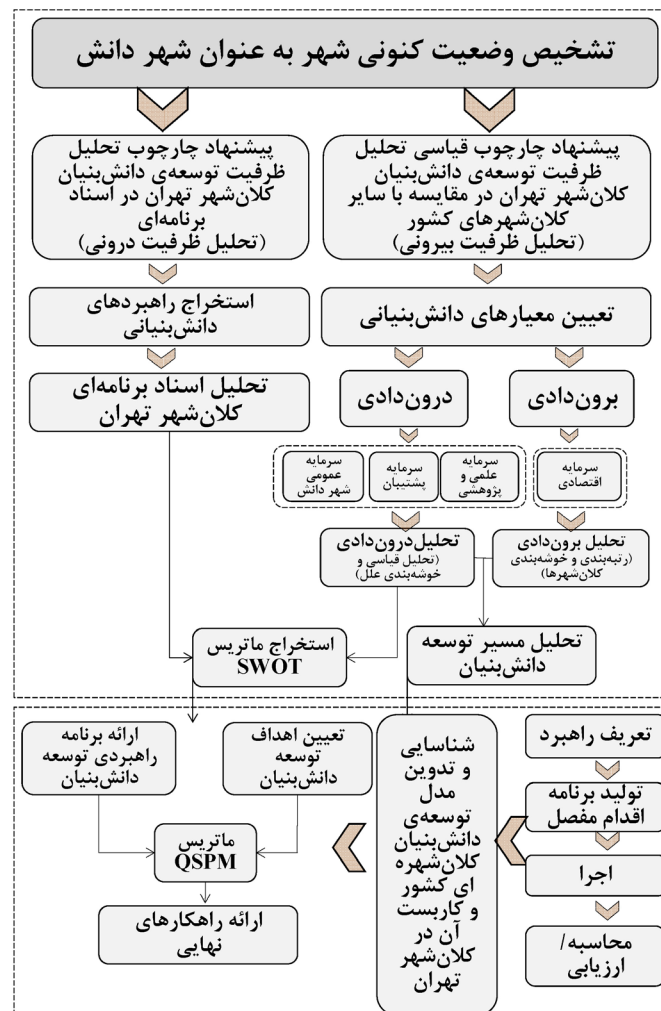 تشخیص وضعیت کنونی شهر به عنوان شهر دانش
پیشنهاد چارچوب قیاسی تحلیل
ظرفیت توسعه‌ی دانش‌بنیان
کلان‌شهر تهران در مقایسه با سایر
کلان‌شهرهای کشور
(تحلیل ظرفیت بیرونی)
پیشنهاد چارچوب تحلیل
ظرفیت توسعه‌ی دانش‌بنیان
کلان‌شهر تهران در اسناد
برنامه‌ای
(تحلیل ظرفیت درونی)
تعیین معیارهای دانش‌بنیانی
استخراج راهبردهای
دانش‌بنیانی
برون‌دادی
درون‌دادی
تحلیل اسناد برنامه‌ای
کلان‌شهر تهران
سرمایه
اقتصادی
سرمایه
علمی و
پژوهشی
سرمایه
پشتیبان
سرمایه
عمومی
شهر دانش
تحلیل برون‌دادی
(رتبه‌بندی و خوشه‌بندی
کلان‌شهرها)
تحلیل‌درون‌دادی
(تحلیل قیاسی و
خوشه‌بندی علل)
تحلیل مسیر توسعه
دانش‌بنیان
استخراج ماتریس
SWOT
تعریف راهبرد
تولید برنامه
اقدام مفصل
اجرا
محاسبه/
ارزیابی
شناسایی
و تدوین
مدل
توسعه‌ی
دانش‌بنیان
کلان‌شهره
ای کشور
و کاربست
آن در
کلان‌شهر
تهران
تعیین اهداف
توسعه
دانش‌بنیان
ارائه برنامه
راهبردی توسعه
دانش‌بنیان
ماتریس
QSPM
ارائه راهکارهای
نهایی